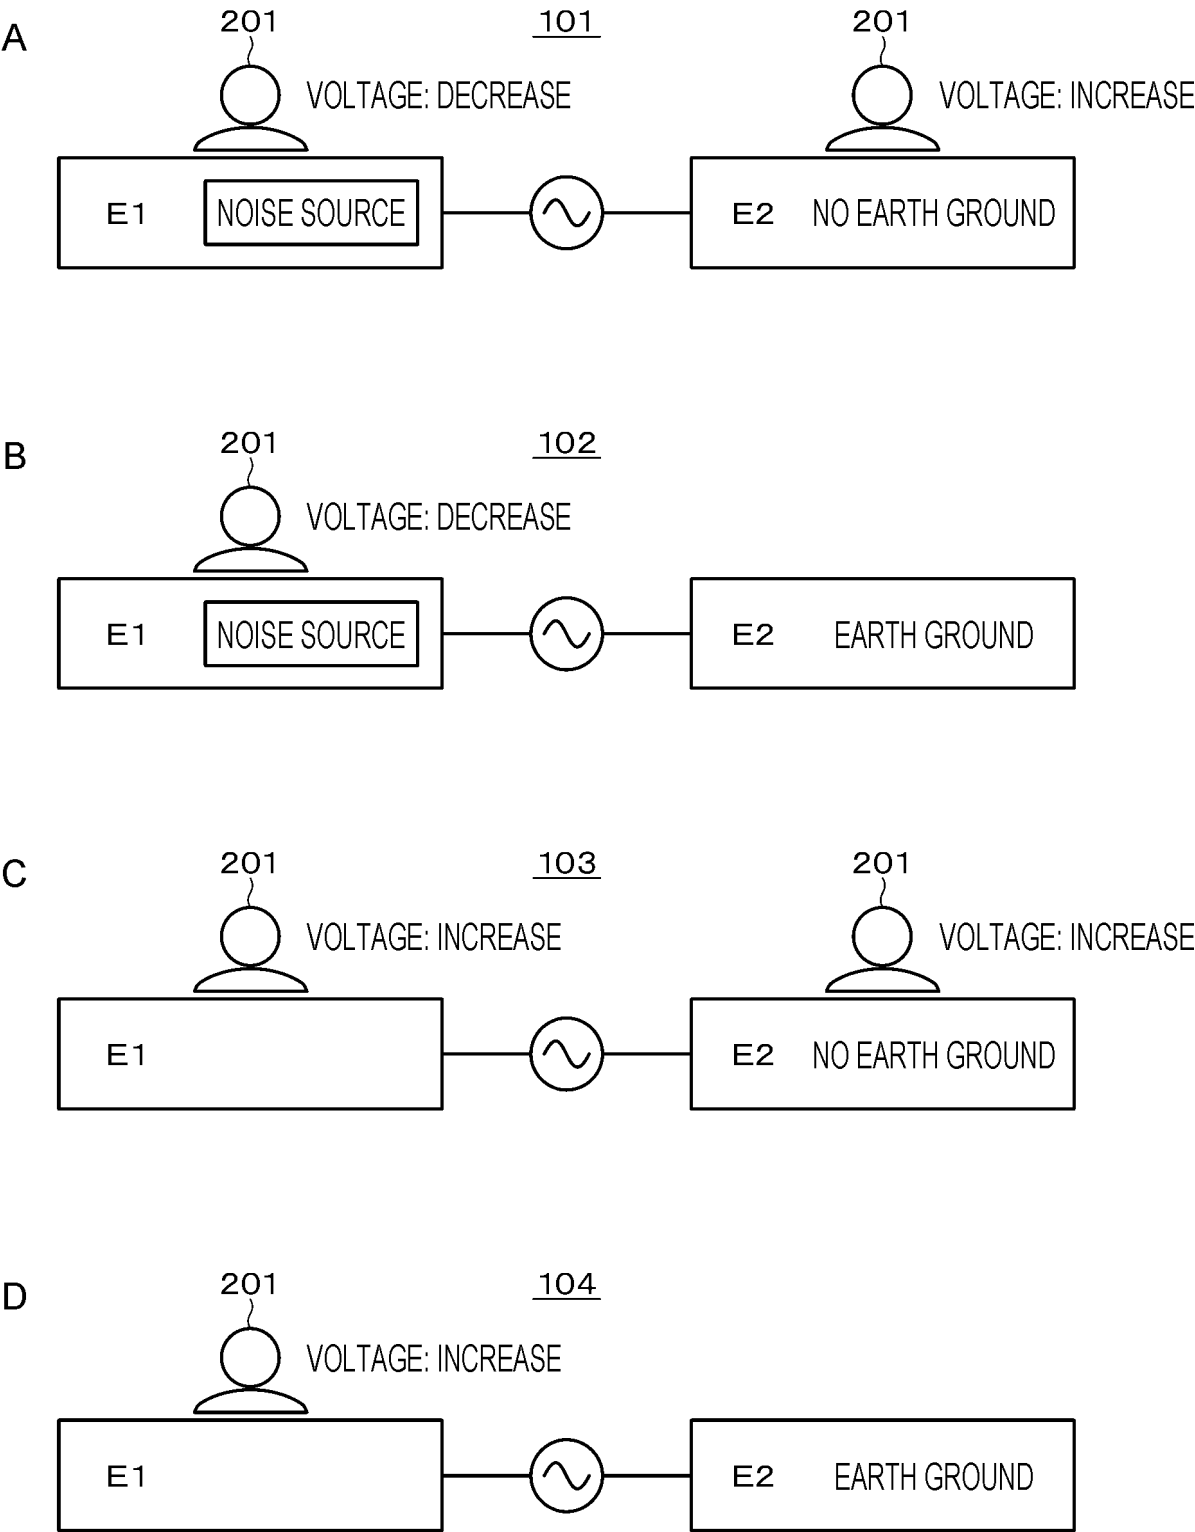 A
201
101
201
VOLTAGE: DECREASE
VOLTAGE: INCREASE
E1
NOISE SOURCE
E2
NO EARTH GROUND
B
201
102
VOLTAGE: DECREASE
E1
NOISE SOURCE
E2
EARTH GROUND
C
201
103
201
VOLTAGE: INCREASE
VOLTAGE: INCREASE
E1
E2
NO EARTH GROUND
D
201
104
VOLTAGE: INCREASE
E1
E2
EARTH GROUND